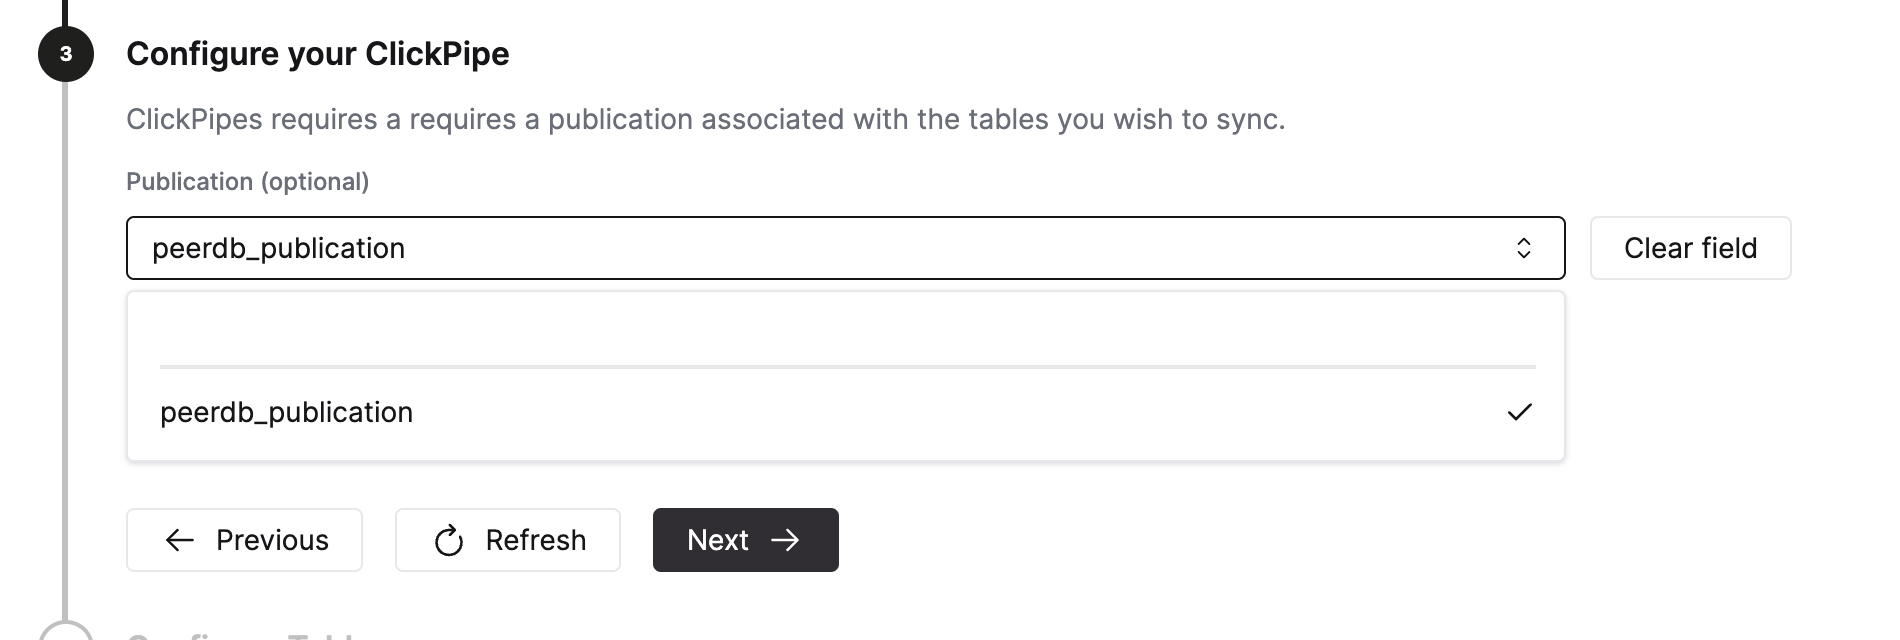 3
Configure your ClickPipe
ClickPipes requires a requires a publication associated with the tables you wish to sync.
Publication (optional)
peerdb_publication
Clear field
peerdb_publication
Previous
Refresh
Next